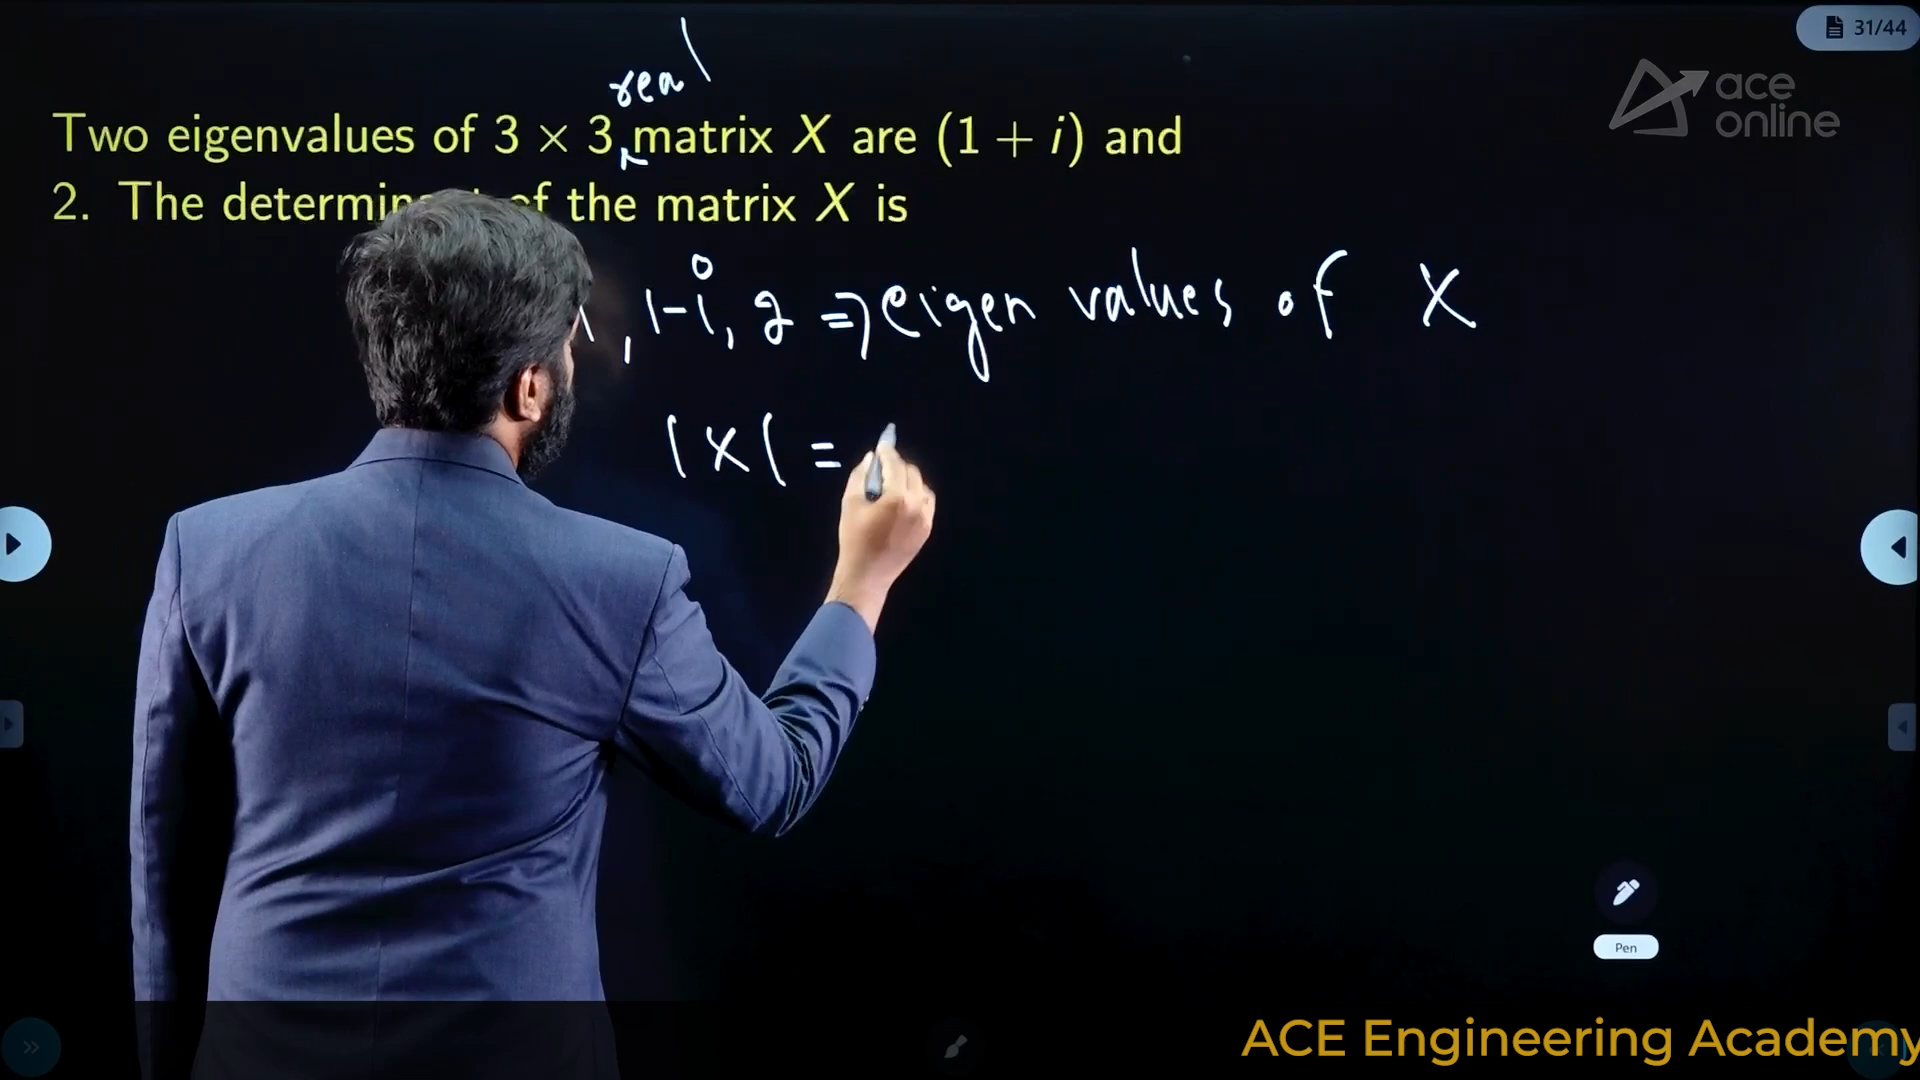 31/44
ace
online
real
Two eigenvalues of 3 × 3 matrix X are (1 + i) and
2. The of the matrix X is
, 1-i, 2 ⇒ eigen values of X
|X| =
Pen
ACE Engineering Academy